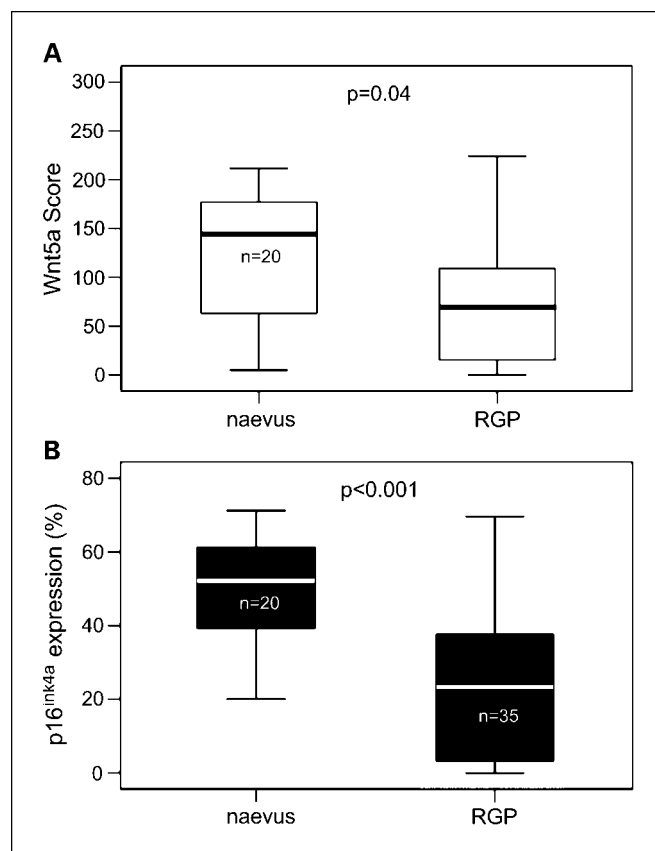 A
p=0.04
300
250
200
150
100
50
0
Wnt5a Score
n=20
naevus
RGP
B
p<0.001
80
60
40
20
0
p16ink4a expression (%)
n=20
n=35
naevus
RGP